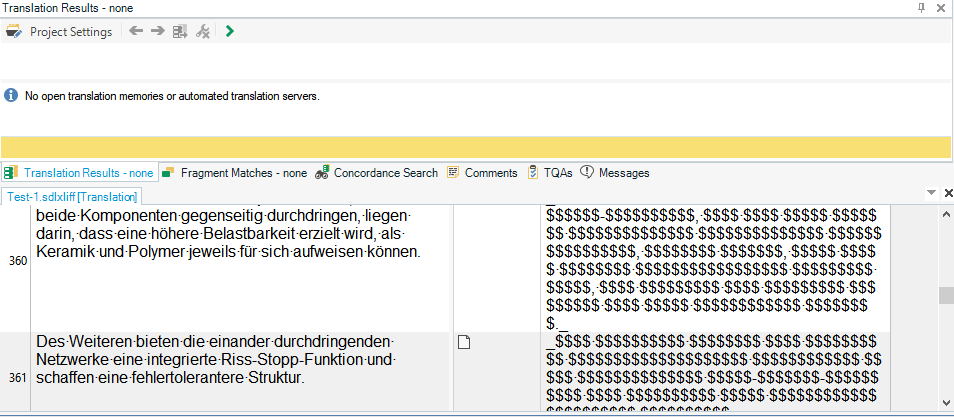 Translation Results - none
Project Settings
No open translation memories or automated translation servers.
Translation Results - none
Fragment Matches - none
Concordance Search
Comments
TQAs
Messages
Test-1.sdlxliff [Translation]
360
beide·Komponenten·gegenseitig·durchdringen,·liegen·
darin,·dass·eine·höhere·Belastbarkeit·erzielt·wird,·als·
Keramik·und·Polymer·jeweils·für·sich·aufweisen·können.
_
$$$$$$-$$$$$$$$$$,·$$$$·$$$$·$$$$$·$$$$$
$$·$$$$$$$$$$$$$$$$·$$$$$$$$$$$$$$·$$$$$$
$$$$$$$$$$$$$$,·$$$$$$$$·$$$$$$$,·$$$$$·$$$$
$·$$$$$$$$·$$$$$$$$$$$$$$$$$·$$$$$$$$$·
$$$$$,·$$$$·$$$$$$$$$·$$$$·$$$$$$$$$·$$$
$$$$$$$$·$$$$·$$$$$·$$$$$$$$$$$$$·$$$$$$$
$._
361
Des·Weiteren·bieten·die·einander·durchdringenden·
Netzwerke·eine·integrierte·Riss-Stopp-Funktion·und·
schaffen·eine·fehlertolerantere·Struktur.
_$$$$·$$$$$$$$$·$$$$$$$$·$$$$·$$$$$$$$
$$·$$$$$$$$$$$$$$$$·$$$$$$$$$$$$$·$$
$$$$·$$$$$$$$$$$$$$$·$$$$$-$$$$$$$-$$$$$$
$$$$·$$$$$$$$$$$$·$$$$$·$$$$$$$$$$$$$